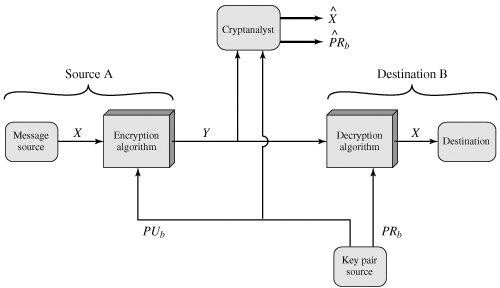 Cryptanalyst
X̂
P̂R_b
Source A
Destination B
Message
source
X
Encryption
algorithm
Y
Decryption
algorithm
X
Destination
PU_b
PR_b
Key pair
source